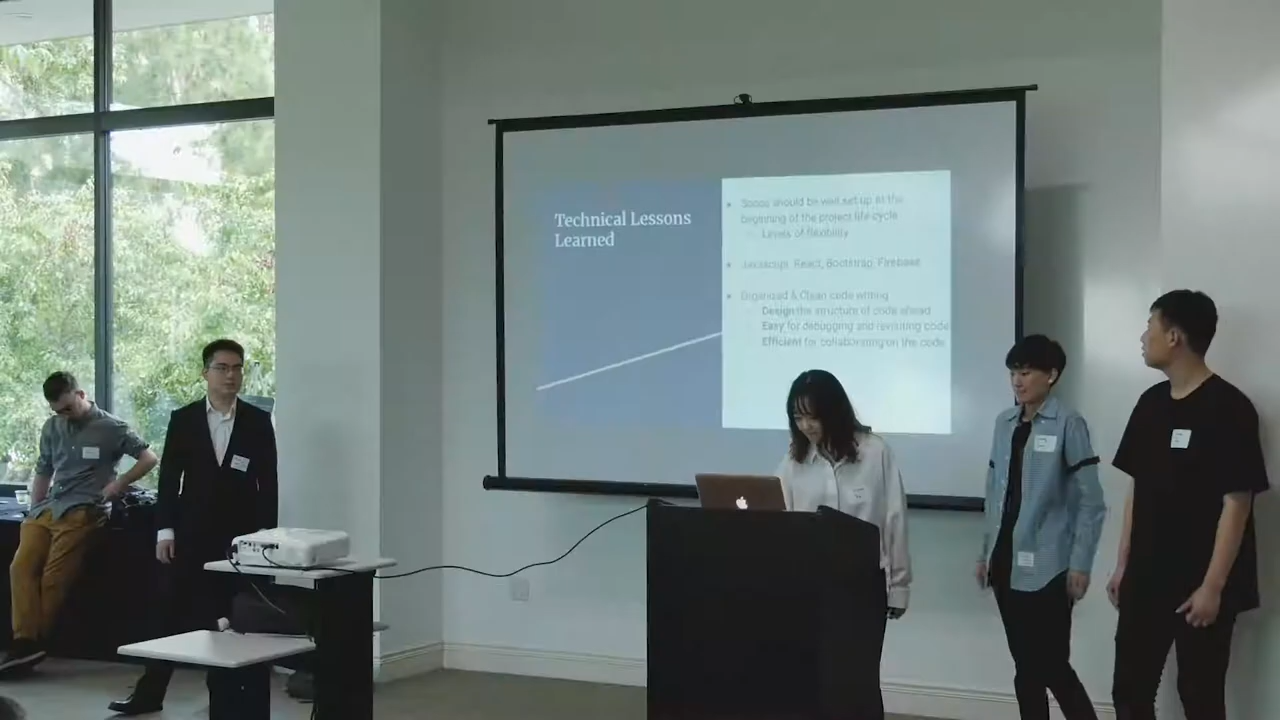 Technical Lessons
Learned
Scope should be well set up at the
beginning of the project life-cycle
Levels of flexibility
Javascript, React, Bootstrap, Firebase
Organized & Clean code writing
Design the structure of code ahead
Easy for debugging and revisiting code
Efficient for collaborating on the code